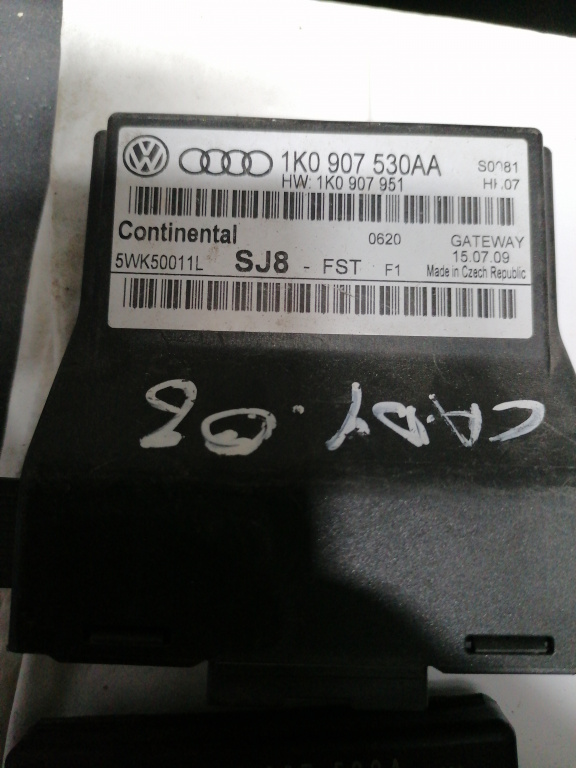 1K0 907 530AA
HW: 1K0 907 951
Continental
0620
GATEWAY
5WK50011L
SJ8 - FST F1
15.07.09
Made in Czech Republic
CADY.08